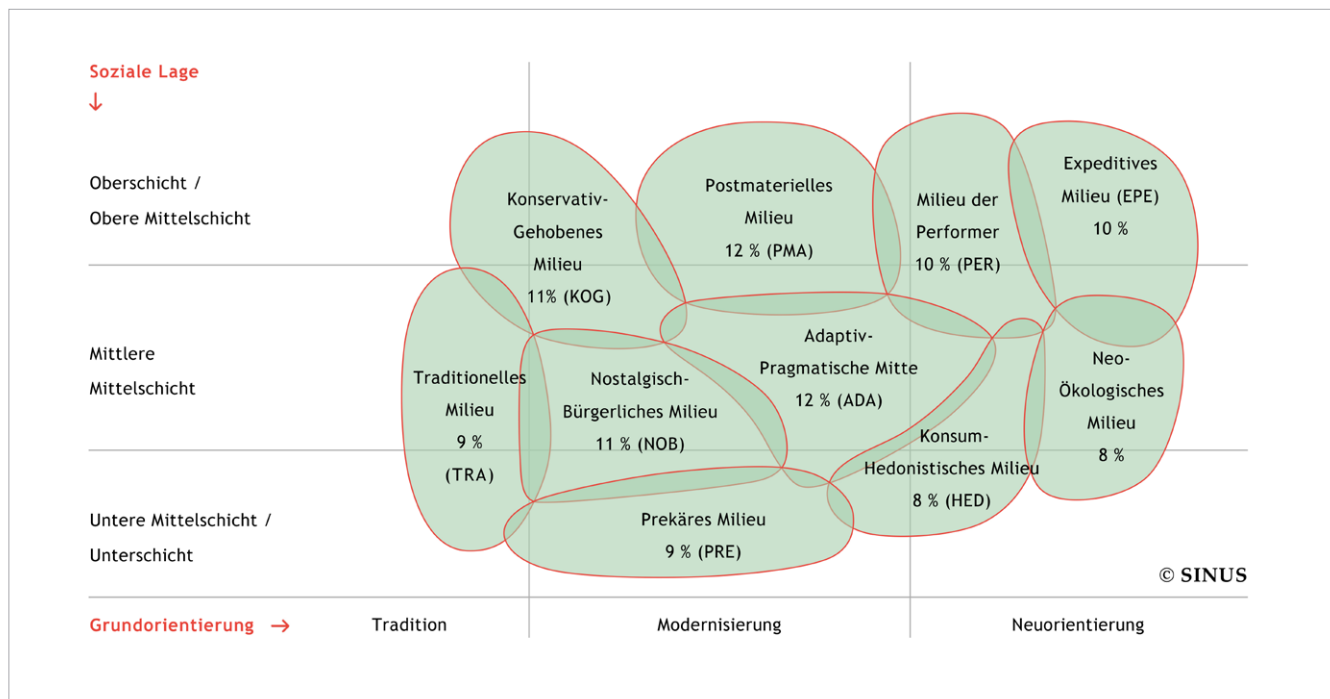 Soziale Lage
↓
Oberschicht /
Obere Mittelschicht
Mittlere
Mittelschicht
Untere Mittelschicht /
Unterschicht
Konservativ-
Gehobenes
Milieu
11% (KOG)
Postmaterielles
Milieu
12 % (PMA)
Milieu der
Performer
10 % (PER)
Expeditives
Milieu (EPE)
10 %
Traditionelles
Milieu
9 %
(TRA)
Nostalgisch-
Bürgerliches Milieu
11 % (NOB)
Adaptiv-
Pragmatische Mitte
12 % (ADA)
Konsum-
Hedonistisches Milieu
8 % (HED)
Neo-
Ökologisches
Milieu
8 %
Prekäres Milieu
9 % (PRE)
© SINUS
Grundorientierung →
Tradition
Modernisierung
Neuorientierung